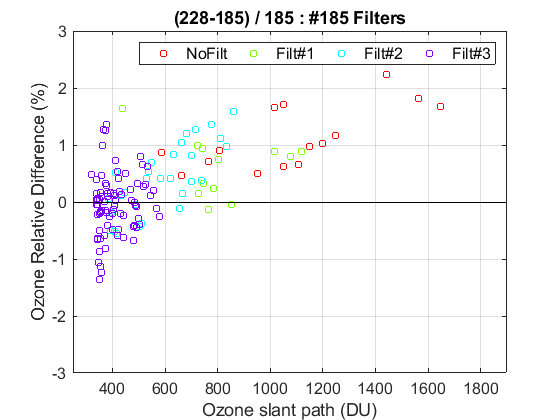 (228-185) / 185 : #185 Filters
NoFilt Filt#1 Filt#2 Filt#3
Ozone Relative Difference (%)
3
2
1
0
-1
-2
-3
400 600 800 1000 1200 1400 1600 1800
Ozone slant path (DU)